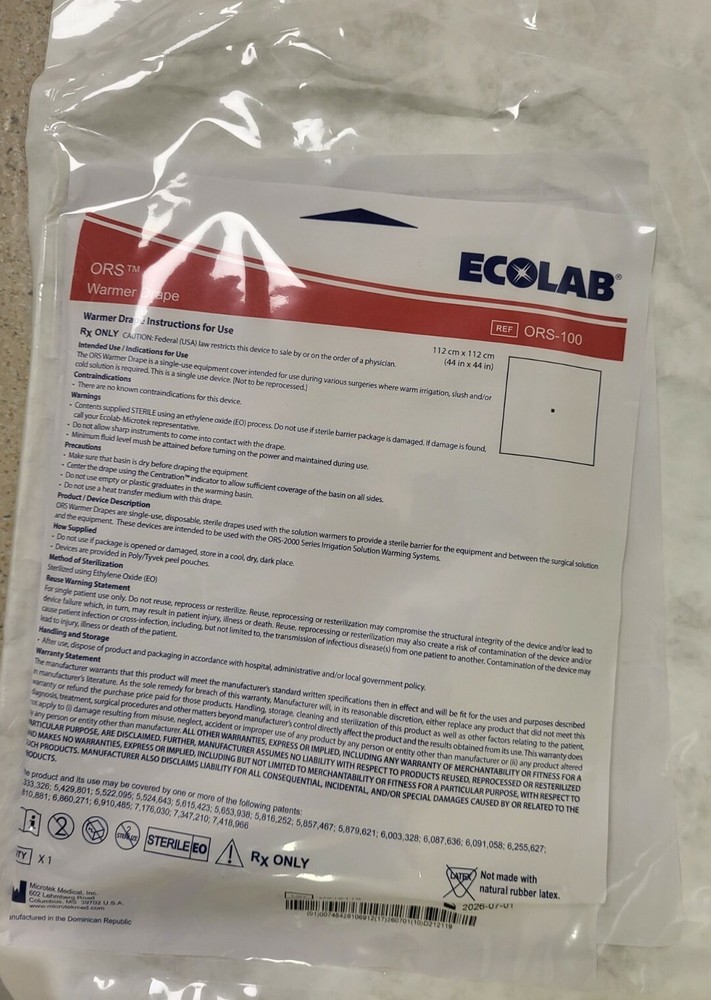 ECOLAB®
ORS™
Warmer Drape
REF ORS-100
Warmer Drape Instructions for Use
Rx ONLY CAUTION: Federal (USA) law restricts this device to sale by or on the order of a physician.
112 cm x 112 cm
(44 in x 44 in)
Intended Use / Indications for Use
The ORS Warmer Drape is a single-use equipment cover intended for use during various surgeries where warm irrigation, slush and/or
cold solution is required. This is a single use device. (Not to be reprocessed.)
Contraindications
• There are no known contraindications for this device.
Warnings
• Contents supplied STERILE using an ethylene oxide (EO) process. Do not use if sterile barrier package is damaged. If damage is found,
call your Ecolab-Microtek representative.
• Do not allow sharp instruments to come into contact with the drape.
• Minimum fluid level must be attained before turning on the power and maintained during use.
Precautions
• Make sure that basin is dry before draping the equipment.
• Center the drape using the Centration™ indicator to allow sufficient coverage of the basin on all sides.
• Do not use empty or plastic graduates in the warming basin.
• Do not use a heat transfer medium with this drape.
Product / Device Description
ORS Warmer Drapes are single-use, disposable, sterile drapes used with the solution warmers to provide a sterile barrier for the equipment and between the surgical solution
and the equipment. These devices are intended to be used with the ORS-2000 Series Irrigation Solution Warming Systems.
How Supplied
• Do not use if package is opened or damaged, store in a cool, dry, dark place.
• Devices are provided in Poly/Tyvek peel pouches.
Method of Sterilization
Sterilized using Ethylene Oxide (EO)
Reuse Warning Statement
For single patient use only. Do not reuse, reprocess or resterilize. Reuse, reprocessing or resterilization may compromise the structural integrity of the device and/or lead to
device failure which, in turn, may result in patient injury, illness or death. Reuse, reprocessing or resterilization may also create a risk of contamination of the device and/or
cause patient infection or cross-infection, including, but not limited to, the transmission of infectious disease(s) from one patient to another. Contamination of the device may
lead to injury, illness or death of the patient.
Handling and Storage
• After use, dispose of product and packaging in accordance with hospital, administrative and/or local government policy.
Warranty Statement
The manufacturer warrants that this product will meet the manufacturer's standard written specifications then in effect and will be fit for the uses and purposes described
in manufacturer's literature. As the sole remedy for breach of this warranty, Manufacturer will, in its reasonable discretion, either replace any product that did not meet this
warranty or refund the purchase price paid for those products. Handling, storage, cleaning and sterilization of this product as well as other factors relating to the patient,
diagnosis, treatment, surgical procedures and other matters beyond manufacturer's control directly affect the product and the results obtained from its use. This warranty does
not apply to (i) damage resulting from misuse, neglect, accident or improper use of any product by any person or entity other than manufacturer or (ii) any product altered
by any person or entity other than manufacturer. ALL OTHER WARRANTIES, EXPRESS OR IMPLIED, INCLUDING ANY WARRANTY OF MERCHANTABILITY OR FITNESS FOR A
PARTICULAR PURPOSE, ARE DISCLAIMED. FURTHER, MANUFACTURER ASSUMES NO LIABILITY WITH RESPECT TO PRODUCTS REUSED, REPROCESSED OR RESTERILIZED
AND MAKES NO WARRANTIES, EXPRESS OR IMPLIED, INCLUDING BUT NOT LIMITED TO MERCHANTABILITY OR FITNESS FOR A PARTICULAR PURPOSE, WITH RESPECT TO
SUCH PRODUCTS. MANUFACTURER ALSO DISCLAIMS LIABILITY FOR ALL CONSEQUENTIAL, INCIDENTAL, AND/OR SPECIAL DAMAGES CAUSED BY OR RELATED TO THE
PRODUCTS.
product and its use may be covered by one or more of the following patents:
333,326; 5,429,801; 5,522,095; 5,524,643; 5,615,423; 5,653,938; 5,816,252; 5,857,467; 5,879,621; 6,003,328; 6,087,636; 6,091,058; 6,255,627;
810,881; 6,860,271; 6,910,485; 7,176,030; 7,347,210; 7,418,966
STERILE EO
Rx ONLY
X 1
LATEX
Not made with
natural rubber latex.
2026-07-01
Microtek Medical, Inc.
602 Lehmberg Road
Columbus, MS 39702 U.S.A.
www.microtekmed.com
anufactured in the Dominican Republic
(01)00748426106912(17)260701(10)D212119